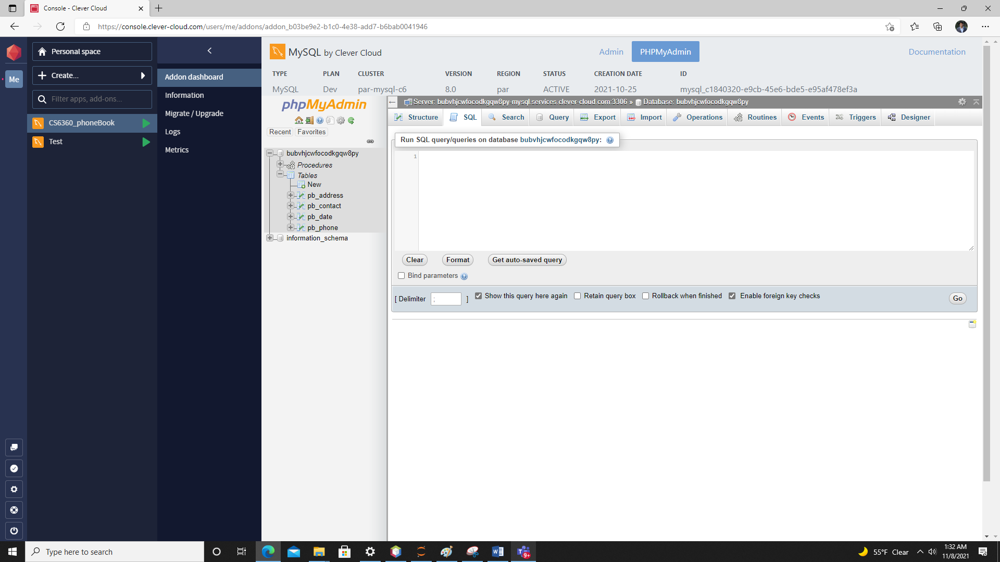 Console - Clever Cloud
https://console.clever-cloud.com/users/me/addons/addon_b03be9e2-b1c0-4e38-add7-b6bab0041946
Me
Personal space
Create...
Filter apps, add-ons...
CS6360_phoneBook
Test
Addon dashboard
Information
Migrate / Upgrade
Logs
Metrics
MySQL by Clever Cloud
Admin
PHPMyAdmin
Documentation
TYPE PLAN CLUSTER VERSION REGION STATUS CREATION DATE ID
MySQL Dev par-mysql-c6 8.0 par ACTIVE 2021-10-25 mysql_c1840320-e9cb-45e6-bde5-e95af478ef3a
phpMyAdmin
Recent Favorites
bubvhjcwfocodkgqw8py
Procedures
Tables
New
pb_address
pb_contact
pb_date
pb_phone
information_schema
Server: bubvhjcwfocodkgqw8py-mysql.services.clever-cloud.com:3306 » Database: bubvhjcwfocodkgqw8py
Structure SQL Search Query Export Import Operations Routines Events Triggers Designer
Run SQL query/queries on database bubvhjcwfocodkgqw8py:
1
Clear Format Get auto-saved query
Bind parameters
[ Delimiter ; ] Show this query here again Retain query box Rollback when finished Enable foreign key checks
Go
Type here to search
9+
55°F Clear
1:32 AM
11/8/2021